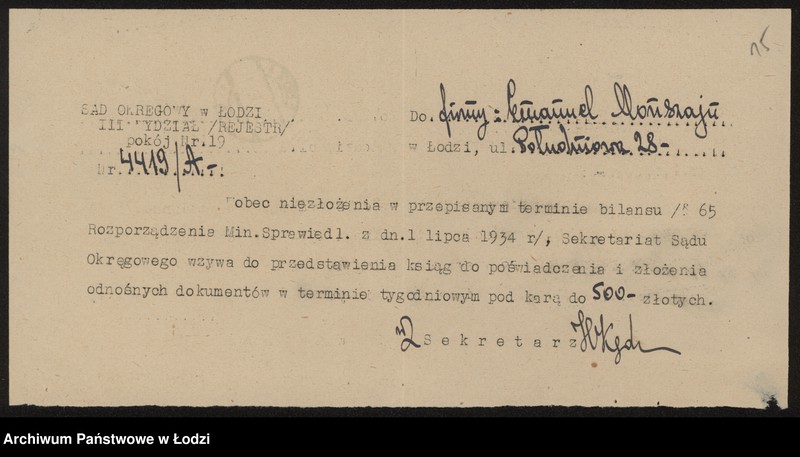 15
SĄD OKRĘGOWY w ŁODZI
III WYDZIAŁ /REJESTR/
pokój Nr.19
Nr. 4419/A-
Do firmy: Emanuel Mońszajn
w Łodzi, ul. Południowa 28-
Wobec niezłożenia w przepisanym terminie bilansu /§ 65
Rozporządzenia Min.Sprawiedl. z dn.1 lipca 1934 r/, Sekretariat Sądu
Okręgowego wzywa do przedstawienia ksiąg do poświadczenia i złożenia
odnośnych dokumentów w terminie tygodniowym pod karą do 500- złotych.
Sekretarz
Archiwum Państwowe w Łodzi